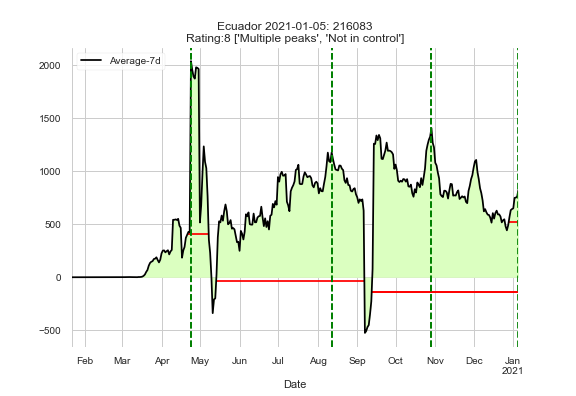 Ecuador 2021-01-05: 216083
Rating:8 ['Multiple peaks', 'Not in control']
Average-7d
2000
1500
1000
500
0
−500
Feb Mar Apr May Jun Jul Aug Sep Oct Nov Dec Jan
2021
Date